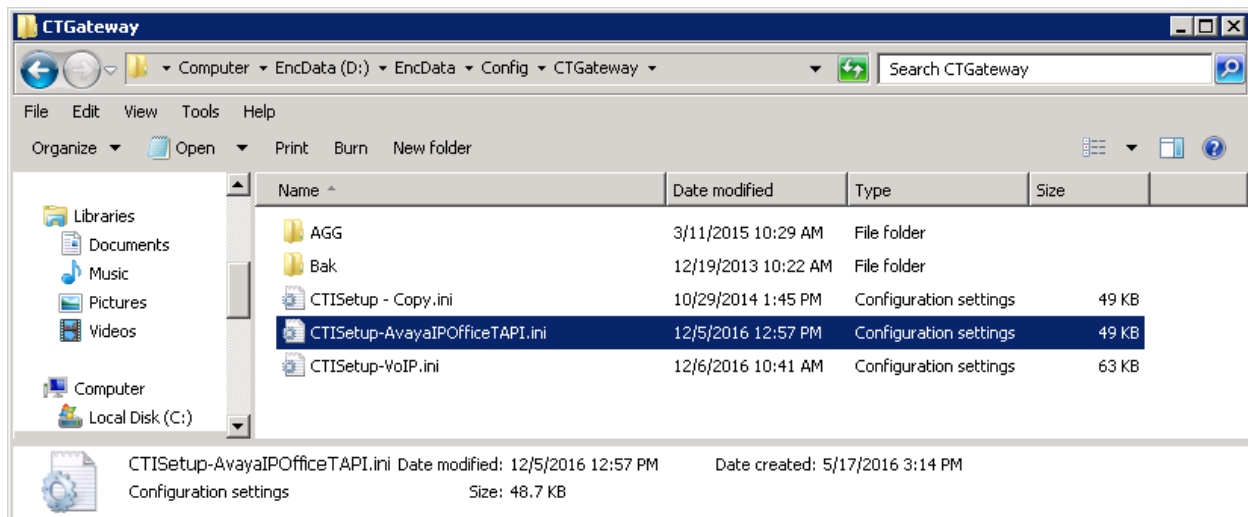 CTGateway
Computer EncData (D:) EncData Config CTGateway Search CTGateway
File Edit View Tools Help
Organize Open Print Burn New folder
Name Date modified Type Size
Libraries
Documents
Music
Pictures
Videos
Computer
Local Disk (C:)
AGG 3/11/2015 10:29 AM File folder
Bak 12/19/2013 10:22 AM File folder
CTISetup - Copy.ini 10/29/2014 1:45 PM Configuration settings 49 KB
CTISetup-AvayaIPOfficeTAPI.ini 12/5/2016 12:57 PM Configuration settings 49 KB
CTISetup-VoIP.ini 12/6/2016 10:41 AM Configuration settings 63 KB
CTISetup-AvayaIPOfficeTAPI.ini Date modified: 12/5/2016 12:57 PM Date created: 5/17/2016 3:14 PM
Configuration settings Size: 48.7 KB